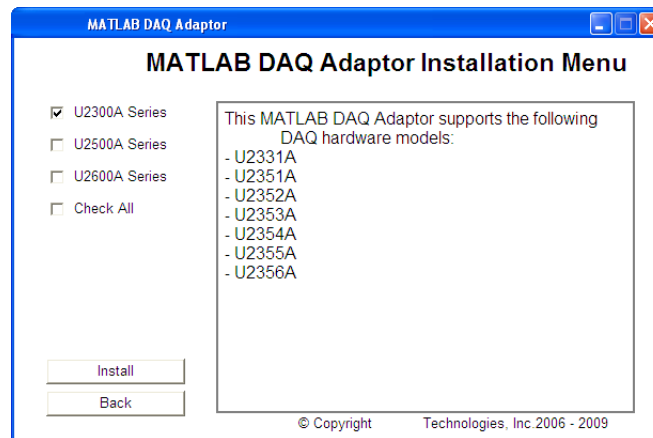 MATLAB DAQ Adaptor
MATLAB DAQ Adaptor Installation Menu
U2300A Series
U2500A Series
U2600A Series
Check All
This MATLAB DAQ Adaptor supports the following
DAQ hardware models:
- U2331A
- U2351A
- U2352A
- U2353A
- U2354A
- U2355A
- U2356A
Install
Back
© Copyright Technologies, Inc.2006 - 2009